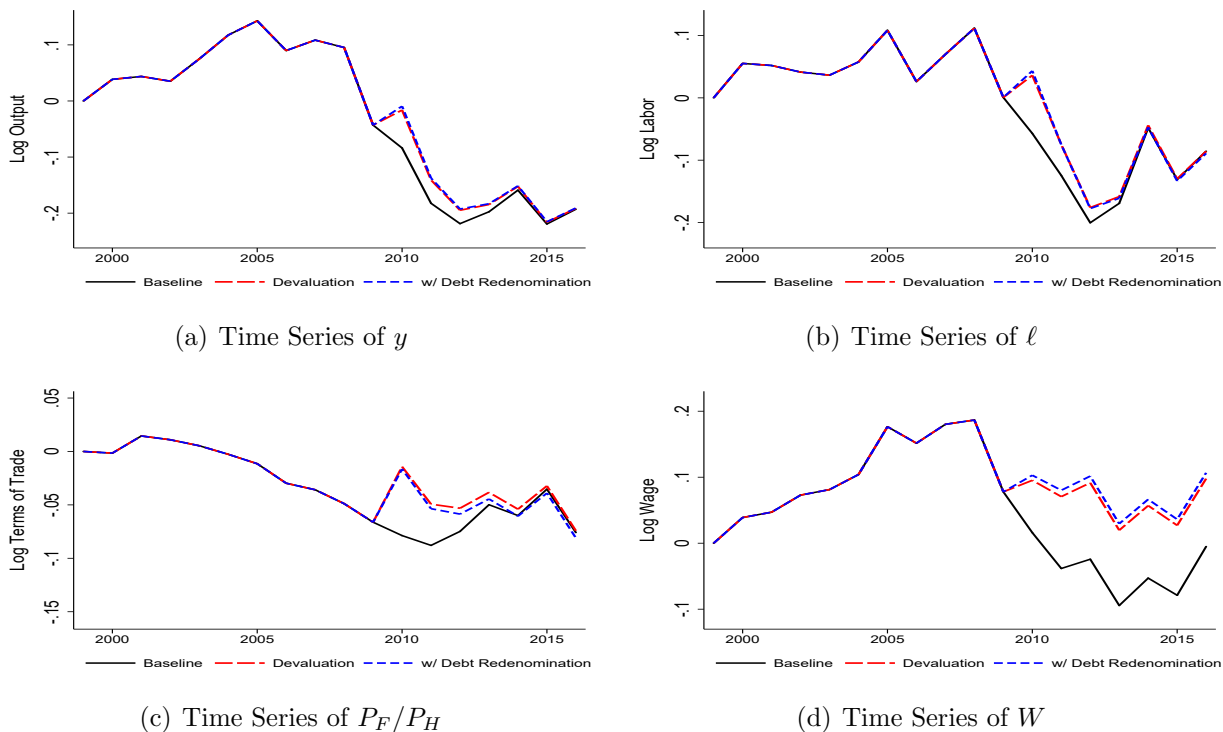 Log Output
.1
0
-.1
-.2
2000 2005 2010 2015
Baseline Devaluation w/ Debt Redenomination
(a) Time Series of y
Log Labor
.1
0
-.1
-.2
2000 2005 2010 2015
Baseline Devaluation w/ Debt Redenomination
(b) Time Series of ℓ
Log Terms of Trade
.05
0
-.05
-.1
-.15
2000 2005 2010 2015
Baseline Devaluation w/ Debt Redenomination
(c) Time Series of P_F/P_H
Log Wage
.2
.1
0
-.1
2000 2005 2010 2015
Baseline Devaluation w/ Debt Redenomination
(d) Time Series of W